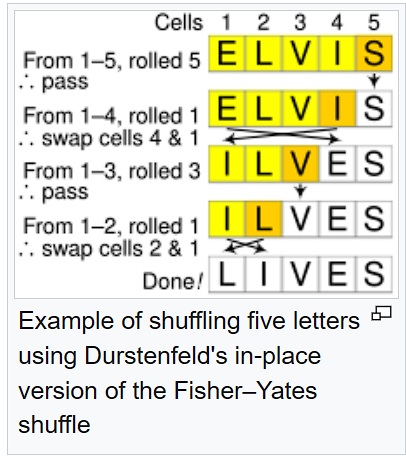 Cells 1 2 3 4 5
From 1–5, rolled 5 E L V I S
∴ pass
From 1–4, rolled 1 E L V I S
∴ swap cells 4 & 1
From 1–3, rolled 3 I L V E S
∴ pass
From 1–2, rolled 1 I L V E S
∴ swap cells 2 & 1
Done! L I V E S
Example of shuffling five letters
using Durstenfeld's in-place
version of the Fisher–Yates
shuffle